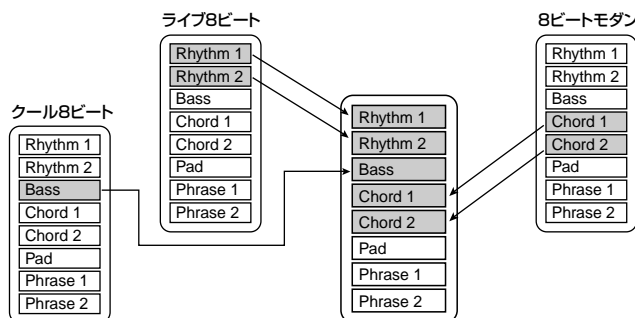 ライブ8ビート
Rhythm 1
Rhythm 2
Bass
Chord 1
Chord 2
Pad
Phrase 1
Phrase 2
クール8ビート
Rhythm 1
Rhythm 2
Bass
Chord 1
Chord 2
Pad
Phrase 1
Phrase 2
Rhythm 1
Rhythm 2
Bass
Chord 1
Chord 2
Pad
Phrase 1
Phrase 2
8ビートモダン
Rhythm 1
Rhythm 2
Bass
Chord 1
Chord 2
Pad
Phrase 1
Phrase 2